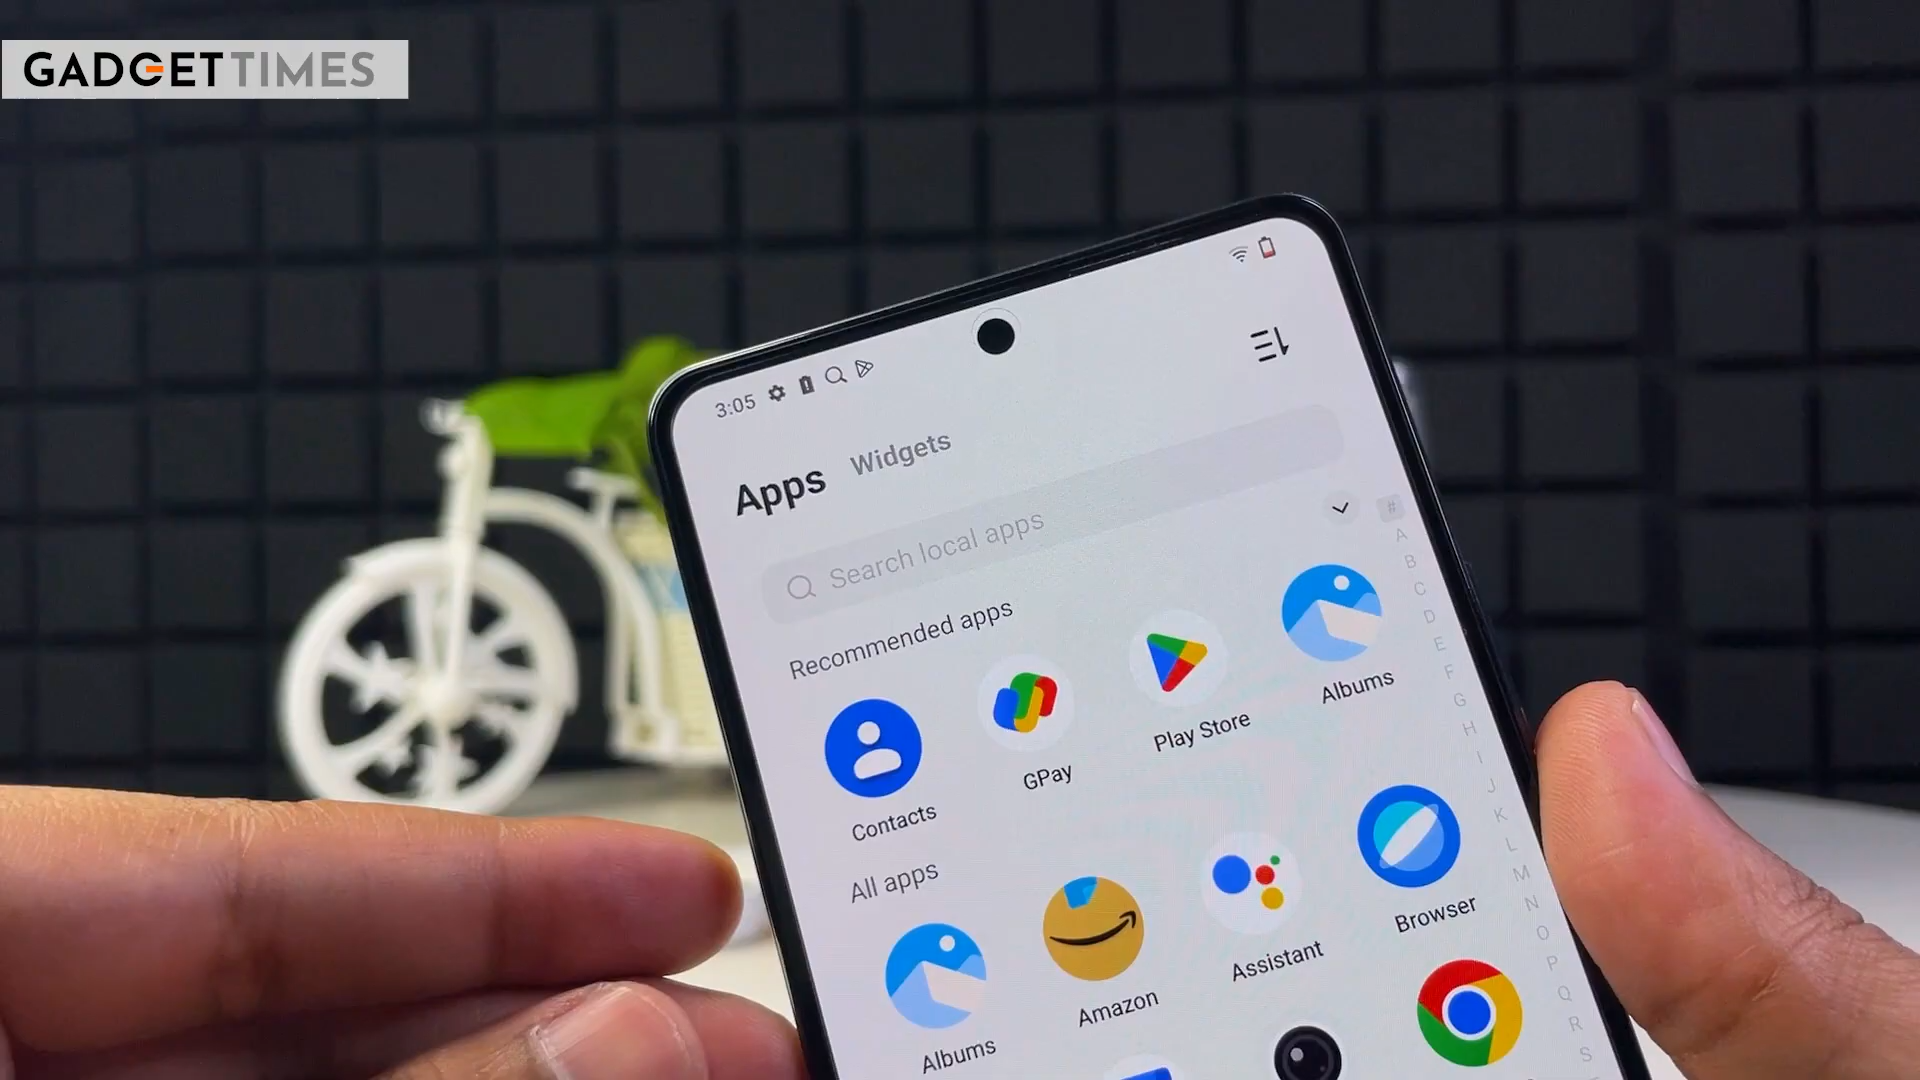 GADGETTIMES
3:05
Apps Widgets
Search local apps
Recommended apps
Contacts
GPay
Play Store
Albums
All apps
Albums
Amazon
Assistant
Browser
#
A
B
C
D
E
F
G
H
I
J
K
L
M
N
O
P
Q
R
S